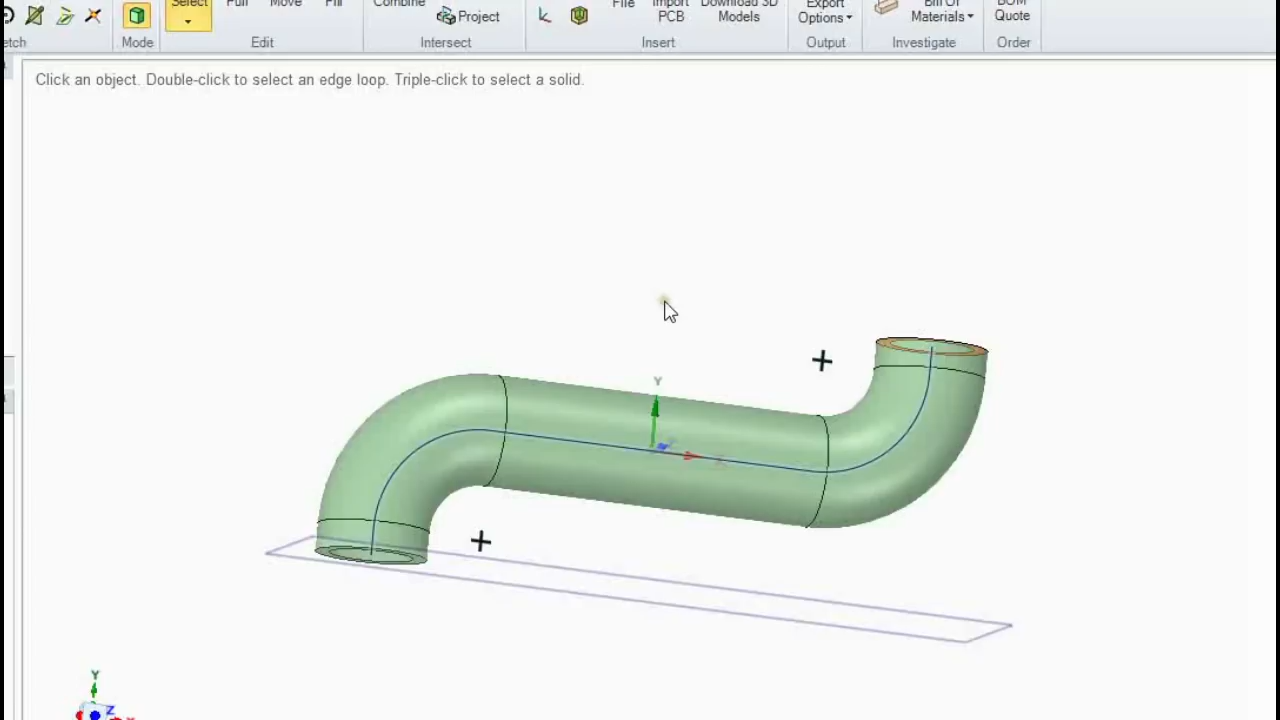 Select
Pull
Move
Fill
Combine
Project
File
Import
PCB
Download 3D
Models
Export
Options
Bill Of
Materials
BOM
Quote
etch
Mode
Edit
Intersect
Insert
Output
Investigate
Order
Click an object. Double-click to select an edge loop. Triple-click to select a solid.
Y
X
Y
Z